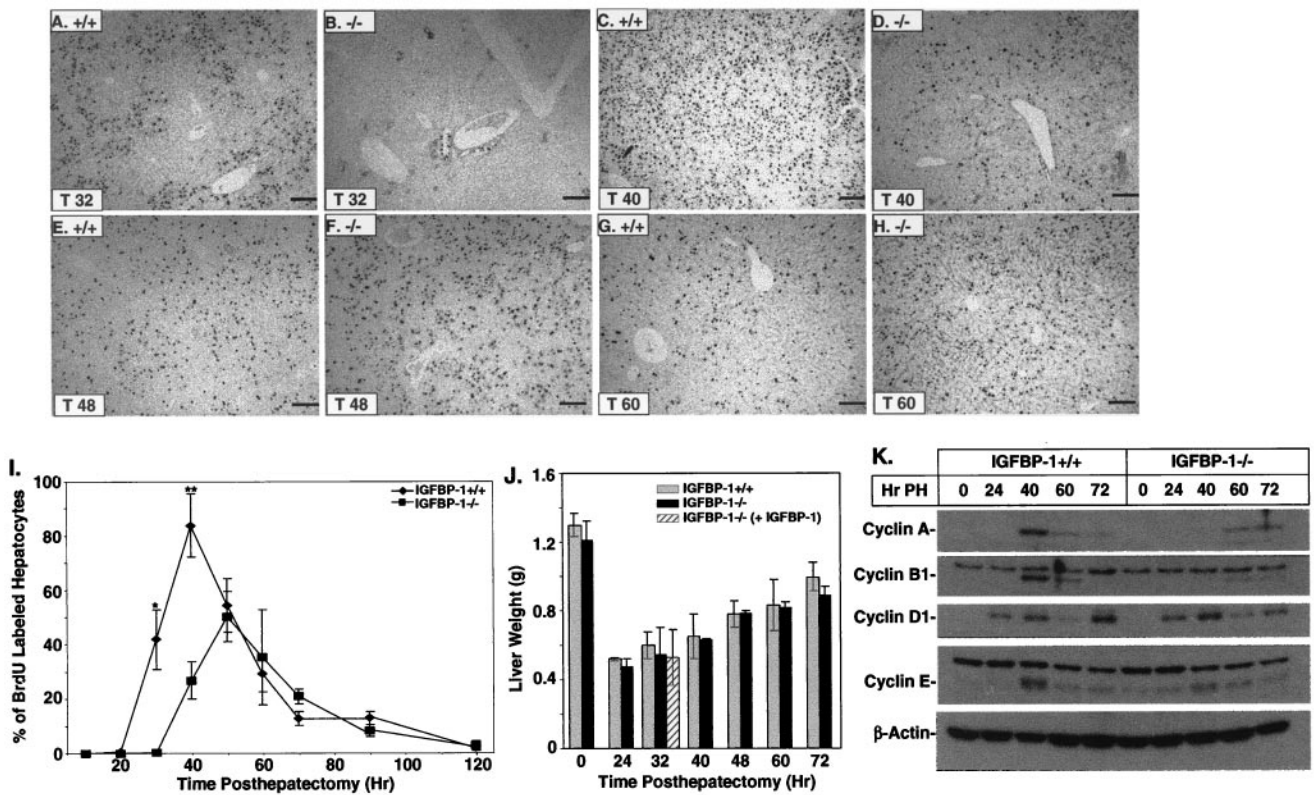 A. +/+
B. -/-
C. +/+
D. -/-
T 32
T 32
T 40
T 40
E. +/+
F. -/-
G. +/+
H. -/-
T 48
T 48
T 60
T 60
I.
% of BrdU Labeled Hepatocytes
100
80
60
40
20
0
**
*
IGFBP-1+/+
IGFBP-1-/-
20 40 60 80 100 120
Time Posthepatectomy (Hr)
J.
Liver Weight (g)
1.6
1.2
0.8
0.4
0
IGFBP-1+/+
IGFBP-1-/-
IGFBP-1-/- (+ IGFBP-1)
0 24 32 40 48 60 72
Time Posthepatectomy (Hr)
K.
IGFBP-1+/+ IGFBP-1-/-
Hr PH 0 24 40 60 72 0 24 40 60 72
Cyclin A-
Cyclin B1-
Cyclin D1-
Cyclin E-
β-Actin-